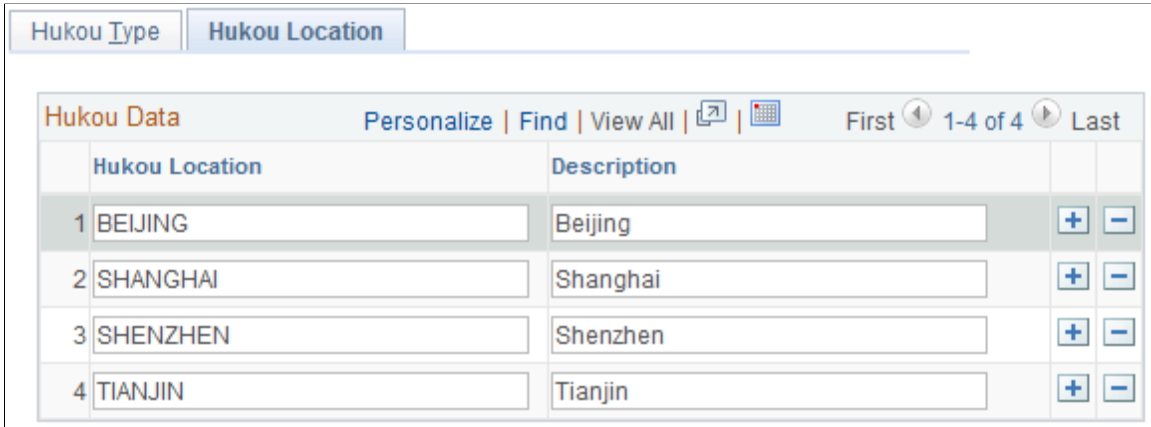 Hukou Type Hukou Location
Hukou Data Personalize | Find | View All | | First 1-4 of 4 Last
Hukou Location Description
1 BEIJING Beijing
2 SHANGHAI Shanghai
3 SHENZHEN Shenzhen
4 TIANJIN Tianjin